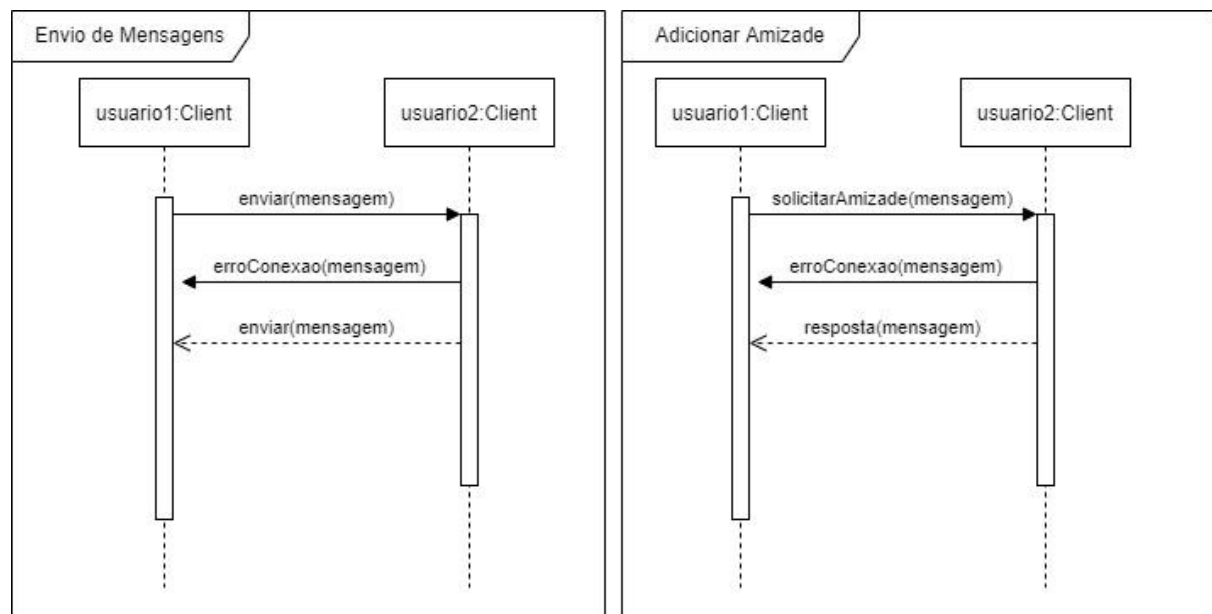 Envio de Mensagens
usuario1:Client
usuario2:Client
enviar(mensagem)
erroConexao(mensagem)
enviar(mensagem)
Adicionar Amizade
usuario1:Client
usuario2:Client
solicitarAmizade(mensagem)
erroConexao(mensagem)
resposta(mensagem)